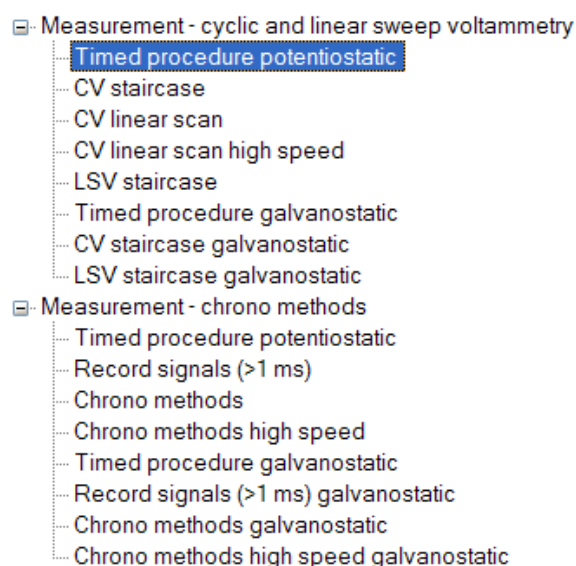 Measurement - cyclic and linear sweep voltammetry
Timed procedure potentiostatic
CV staircase
CV linear scan
CV linear scan high speed
LSV staircase
Timed procedure galvanostatic
CV staircase galvanostatic
LSV staircase galvanostatic
Measurement - chrono methods
Timed procedure potentiostatic
Record signals (>1 ms)
Chrono methods
Chrono methods high speed
Timed procedure galvanostatic
Record signals (>1 ms) galvanostatic
Chrono methods galvanostatic
Chrono methods high speed galvanostatic